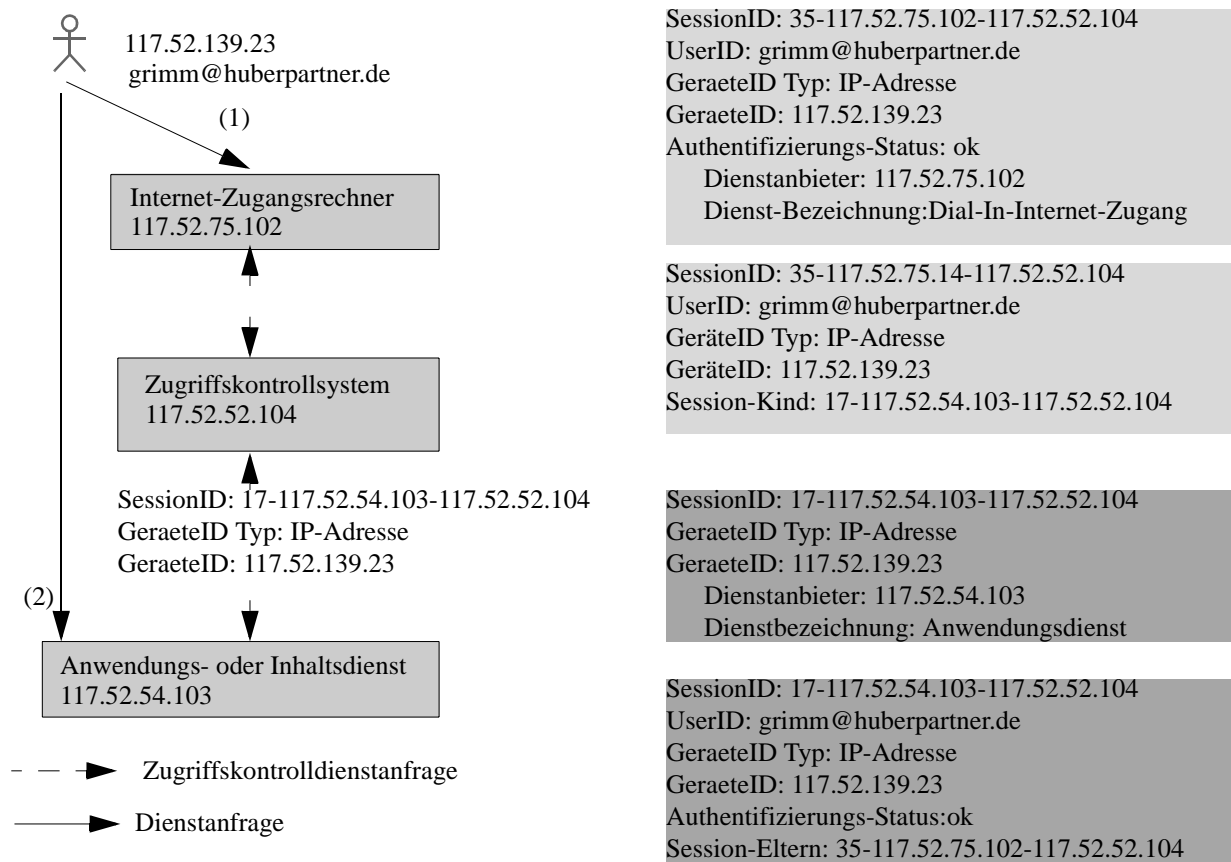 117.52.139.23
grimm@huberpartner.de
(1)
Internet-Zugangsrechner
117.52.75.102
Zugriffskontrollsystem
117.52.52.104
SessionID: 17-117.52.54.103-117.52.52.104
GeraeteID Typ: IP-Adresse
GeraeteID: 117.52.139.23
(2)
Anwendungs- oder Inhaltsdienst
117.52.54.103
Zugriffskontrolldienstanfrage
Dienstanfrage
SessionID: 35-117.52.75.102-117.52.52.104
UserID: grimm@huberpartner.de
GeraeteID Typ: IP-Adresse
GeraeteID: 117.52.139.23
Authentifizierungs-Status: ok
Dienstanbieter: 117.52.75.102
Dienst-Bezeichnung:Dial-In-Internet-Zugang
SessionID: 35-117.52.75.14-117.52.52.104
UserID: grimm@huberpartner.de
GeräteID Typ: IP-Adresse
GeräteID: 117.52.139.23
Session-Kind: 17-117.52.54.103-117.52.52.104
SessionID: 17-117.52.54.103-117.52.52.104
GeraeteID Typ: IP-Adresse
GeraeteID: 117.52.139.23
Dienstanbieter: 117.52.54.103
Dienstbezeichnung: Anwendungsdienst
SessionID: 17-117.52.54.103-117.52.52.104
UserID: grimm@huberpartner.de
GeraeteID Typ: IP-Adresse
GeraeteID: 117.52.139.23
Authentifizierungs-Status:ok
Session-Eltern: 35-117.52.75.102-117.52.52.104